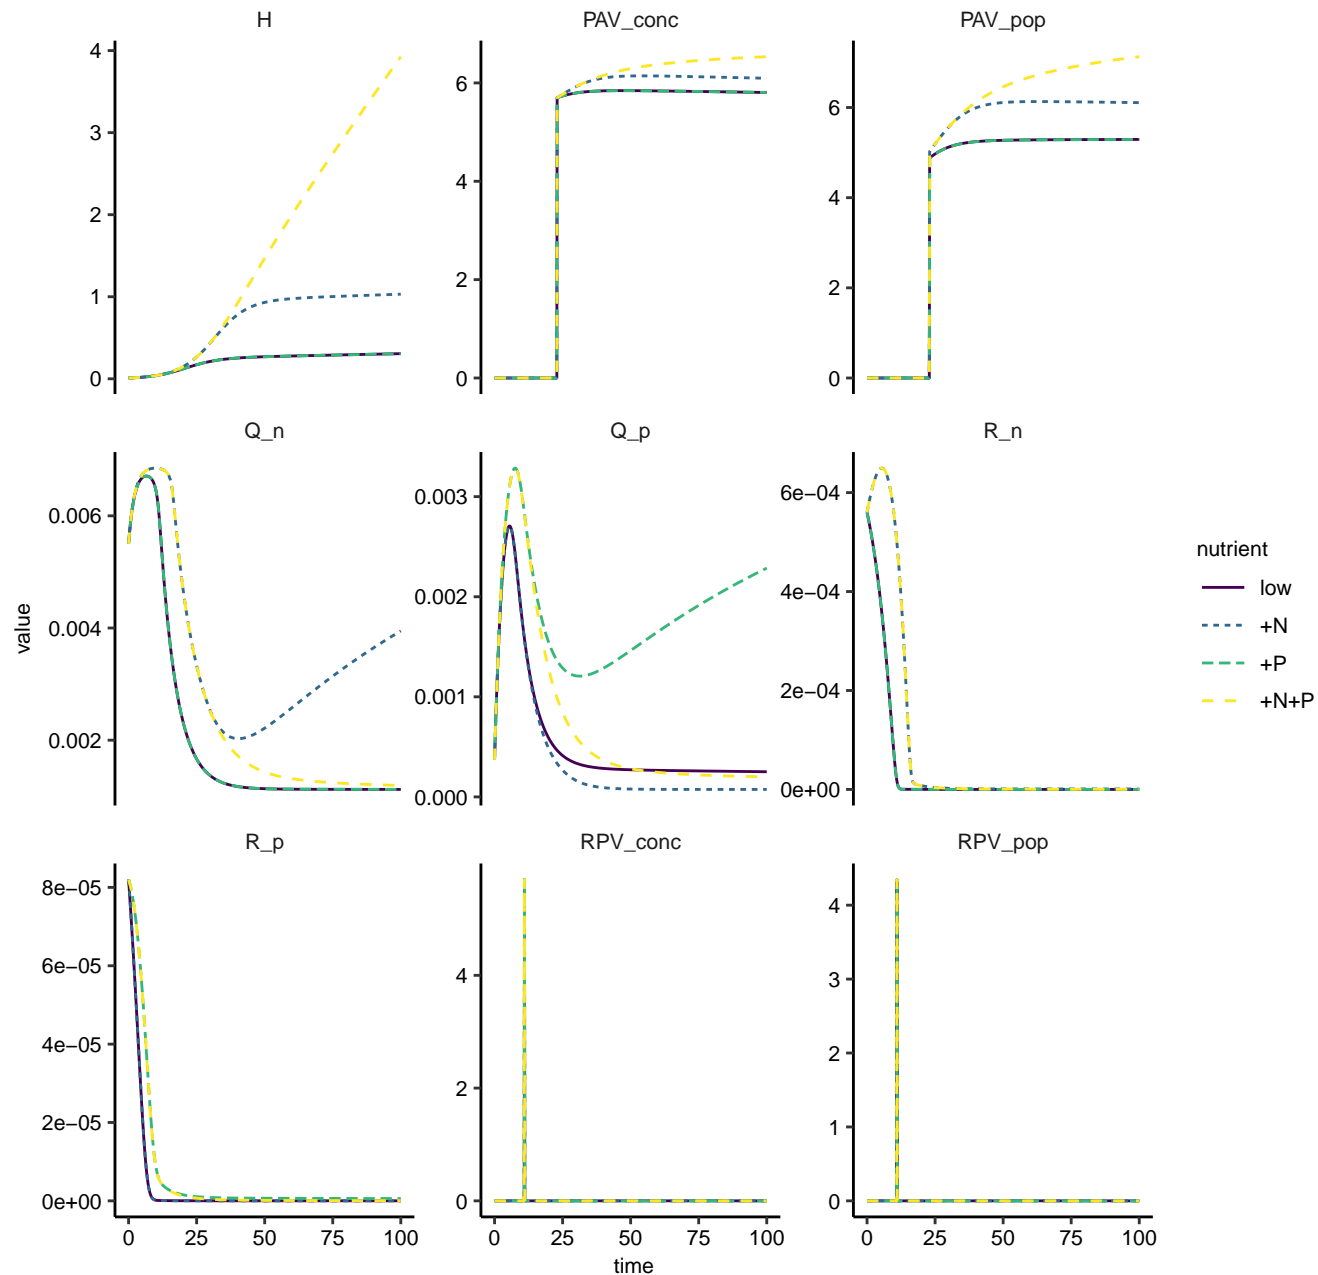 H
PAV_conc
PAV_pop
4
3
2
1
0
6
4
2
0
6
4
2
0
Q_n
Q_p
R_n
0.006
0.004
0.002
0.003
0.002
0.001
0.000
6e−04
4e−04
2e−04
0e+00
R_p
RPV_conc
RPV_pop
8e−05
6e−05
4e−05
2e−05
0e+00
4
2
0
4
3
2
1
0
0 25 50 75 100
0 25 50 75 100
0 25 50 75 100
time
value
nutrient
low
+N
+P
+N+P